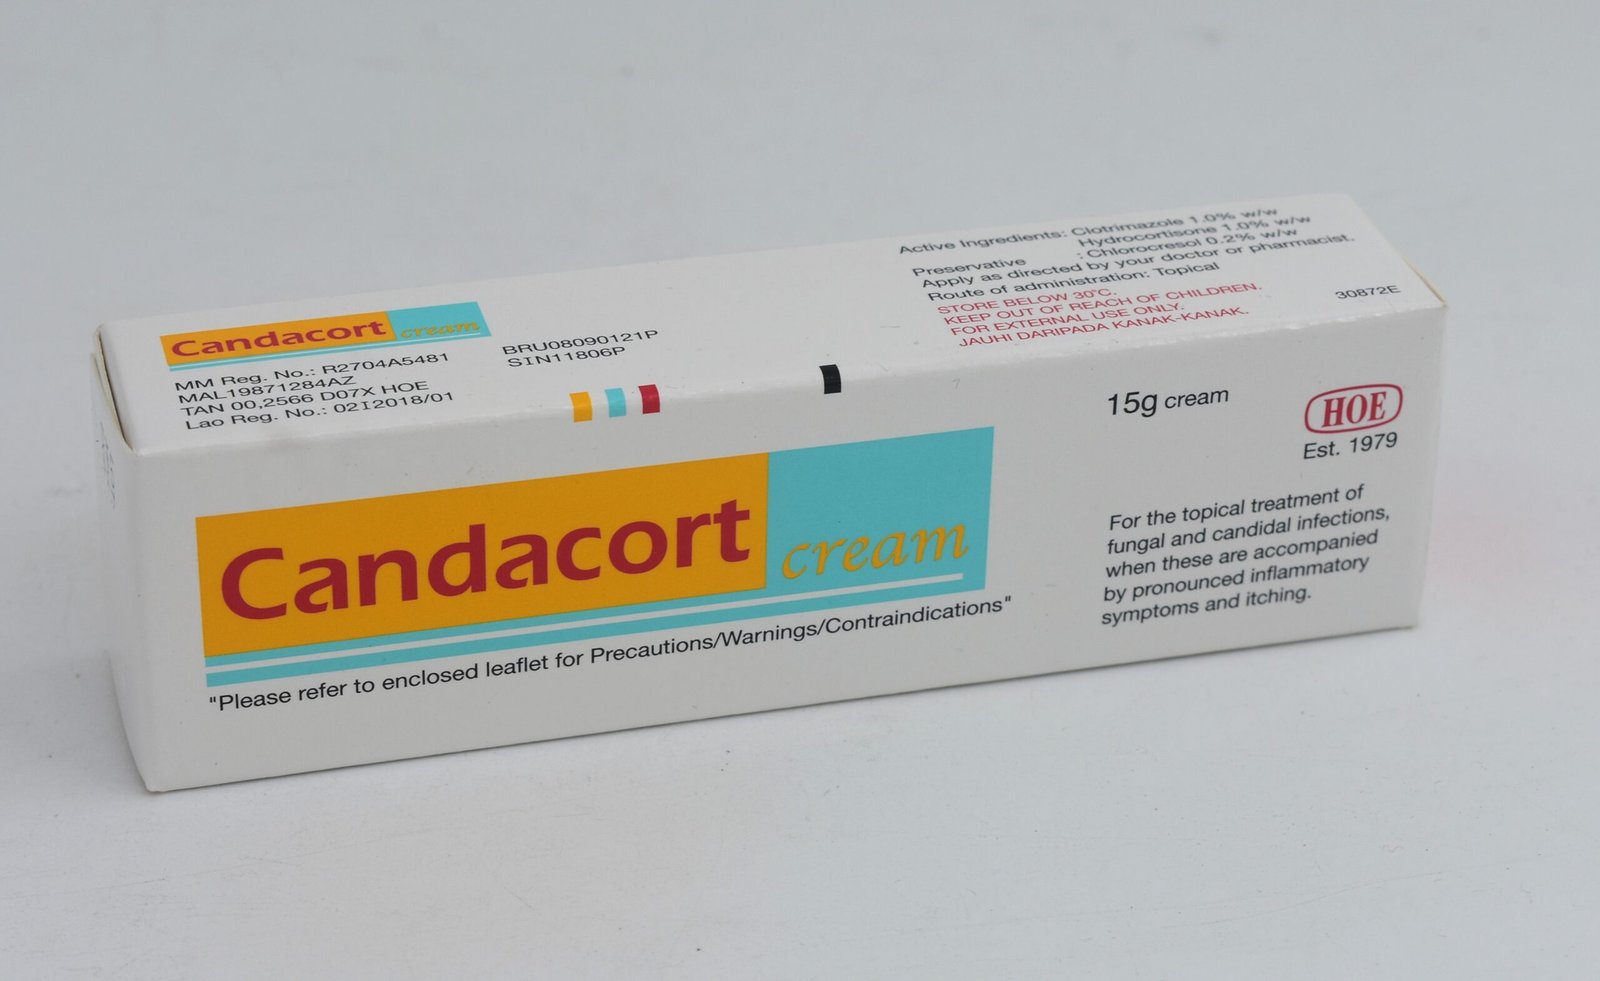 Candacort cream
MM Reg. No.: R2704A5481
MAL19871284AZ
TAN 00,2566 D07X HOE
Lao Reg. No.: 02I2018/01
BRU08090121P
SIN11806P
Active Ingredients: Clotrimazole 1.0% w/w
Hydrocortisone 1.0% w/w
Preservative : Chlorocresol 0.2% w/w
Apply as directed by your doctor or pharmacist.
Route of administration: Topical
STORE BELOW 30°C.
KEEP OUT OF REACH OF CHILDREN.
FOR EXTERNAL USE ONLY.
JAUHI DARIPADA KANAK-KANAK.
30872E
Candacort cream
"Please refer to enclosed leaflet for Precautions/Warnings/Contraindications"
15g cream
HOE
Est. 1979
For the topical treatment of
fungal and candidal infections,
when these are accompanied
by pronounced inflammatory
symptoms and itching.